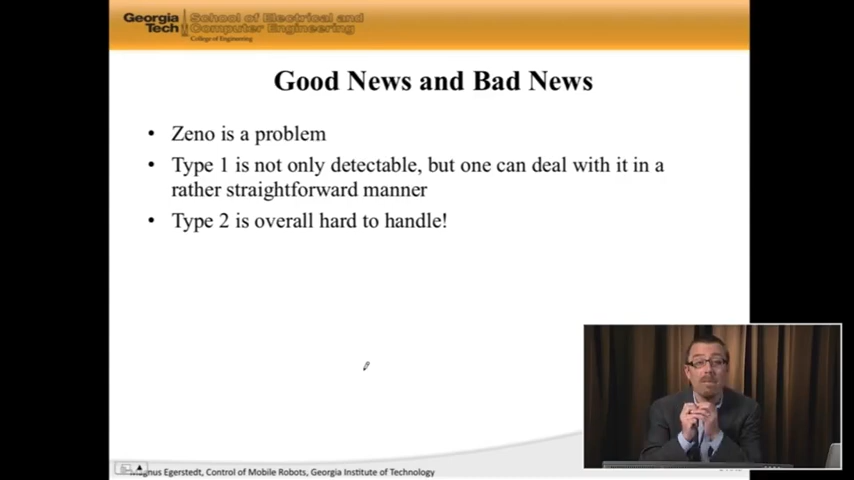 Georgia Tech
School of Electrical and
Computer Engineering
College of Engineering
Good News and Bad News
• Zeno is a problem
• Type 1 is not only detectable, but one can deal with it in a
rather straightforward manner
• Type 2 is overall hard to handle!
Magnus Egerstedt, Control of Mobile Robots, Georgia Institute of Technology